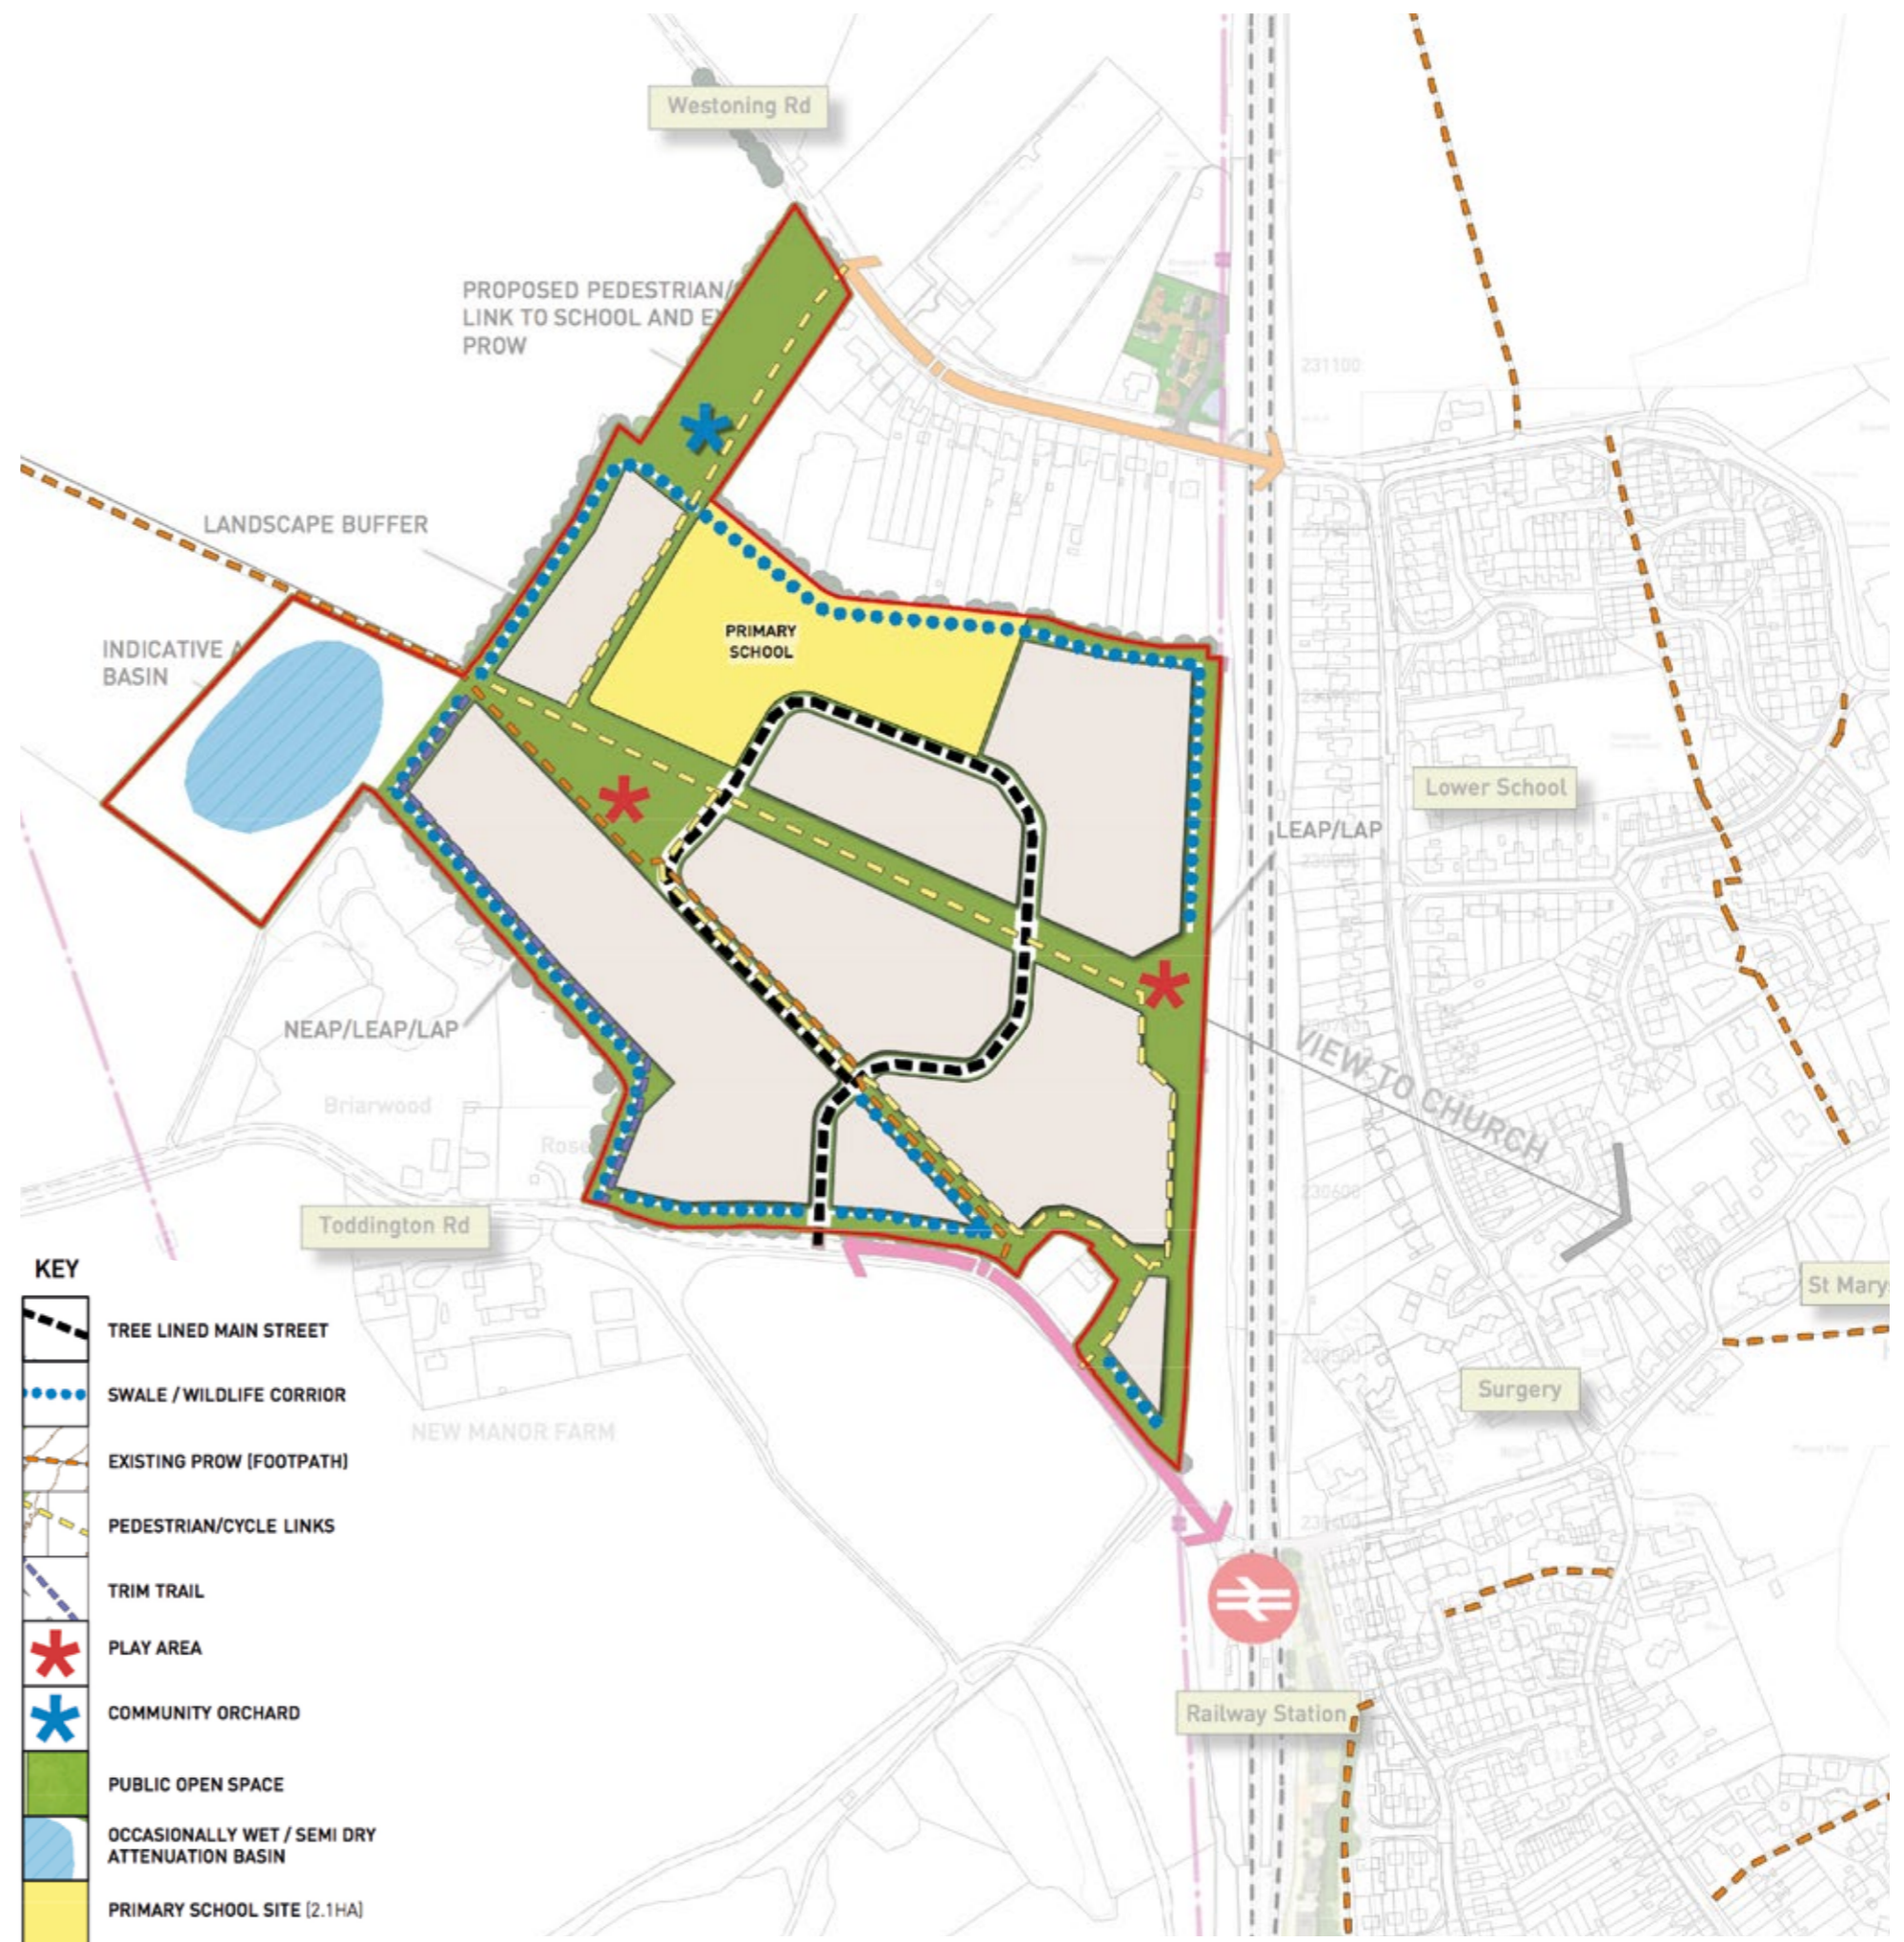 Westoning Rd
PROPOSED PEDESTRIAN/
LINK TO SCHOOL AND E
PROW
231100
LANDSCAPE BUFFER
INDICATIVE A
BASIN
PRIMARY
SCHOOL
Lower School
LEAP/LAP
NEAP/LEAP/LAP
VIEW TO CHURCH
Briarwood
Rose
230600
Toddington Rd
St Mary
KEY
TREE LINED MAIN STREET
SWALE / WILDLIFE CORRIOR
EXISTING PROW (FOOTPATH)
PEDESTRIAN/CYCLE LINKS
TRIM TRAIL
PLAY AREA
COMMUNITY ORCHARD
PUBLIC OPEN SPACE
OCCASIONALLY WET / SEMI DRY
ATTENUATION BASIN
PRIMARY SCHOOL SITE (2.1HA)
Surgery
NEW MANOR FARM
Railway Station